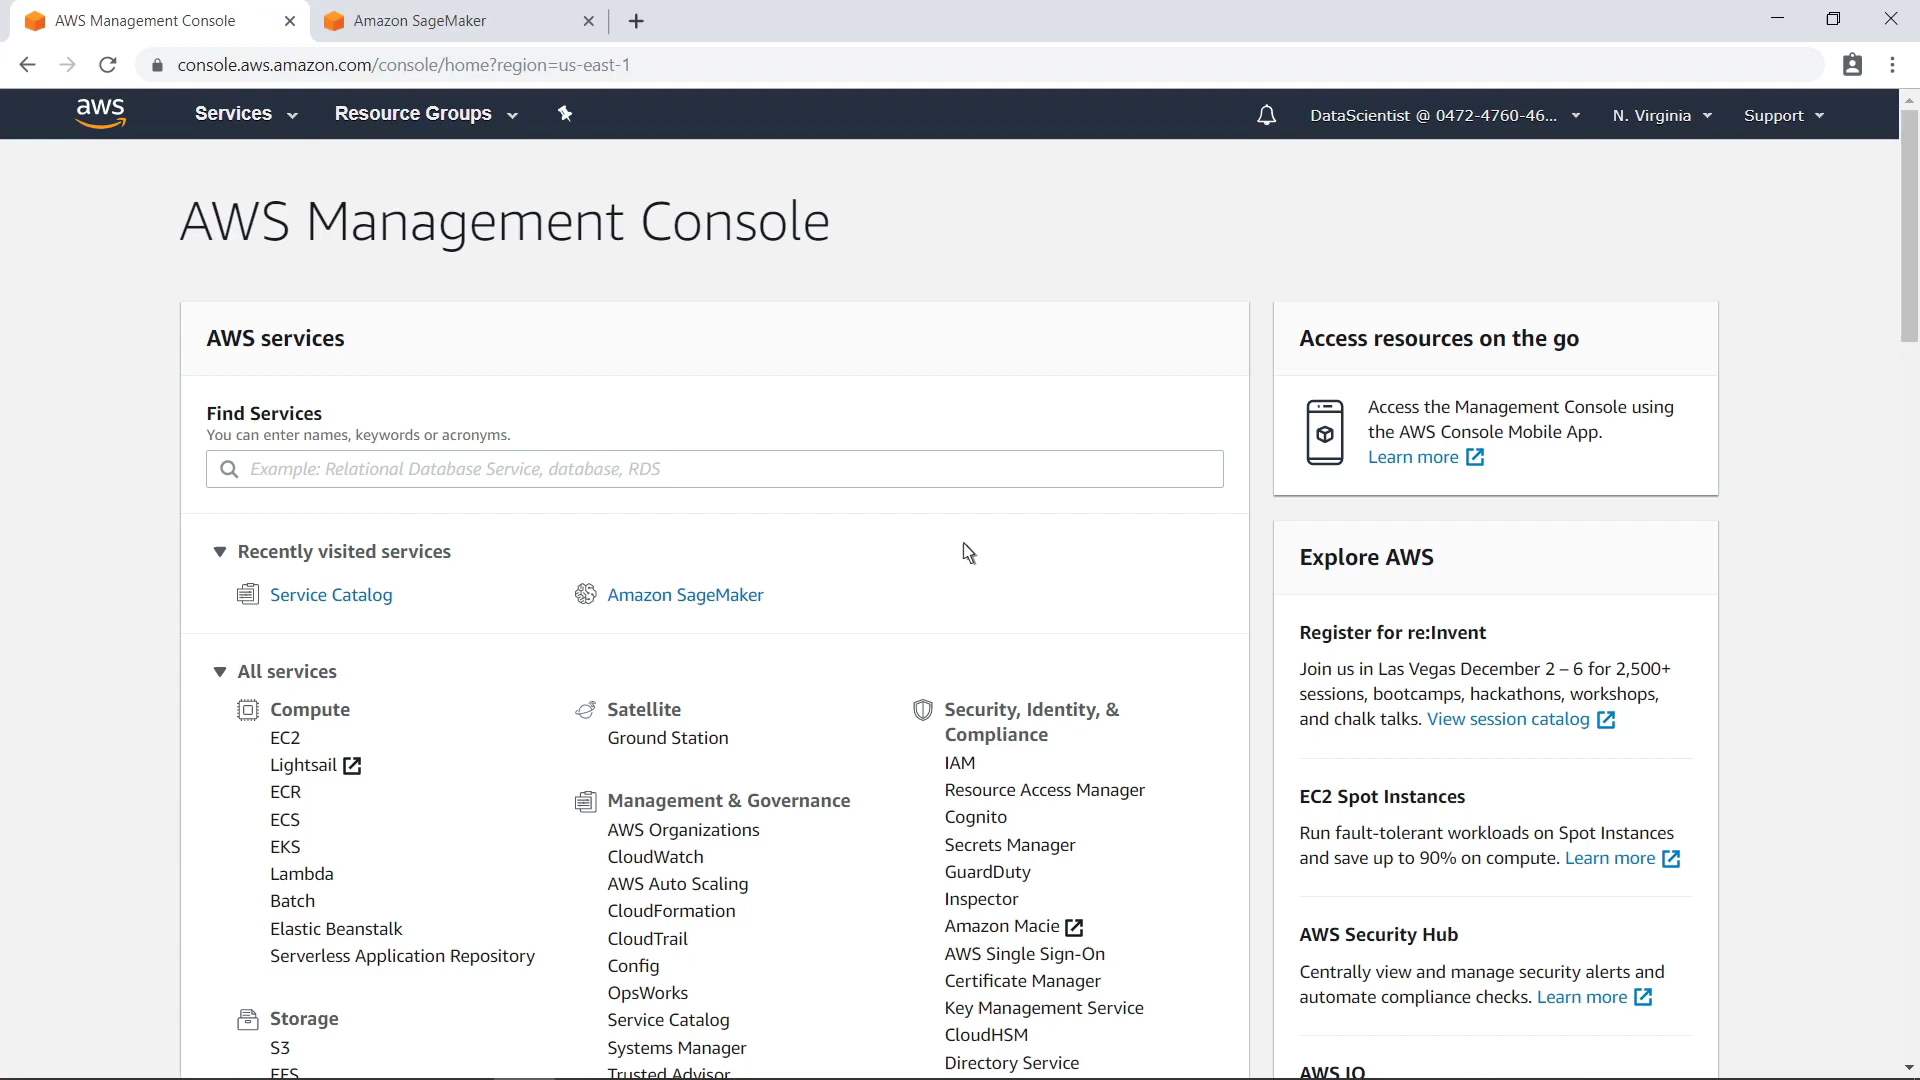 AWS Management Console
Amazon SageMaker
console.aws.amazon.com/console/home?region=us-east-1
aws
Services
Resource Groups
DataScientist @ 0472-4760-46...
N. Virginia
Support
AWS Management Console
AWS services
Find Services
You can enter names, keywords or acronyms.
Example: Relational Database Service, database, RDS
Recently visited services
Service Catalog
Amazon SageMaker
All services
Compute
EC2
Lightsail
ECR
ECS
EKS
Lambda
Batch
Elastic Beanstalk
Serverless Application Repository
Storage
S3
EFS
Satellite
Ground Station
Management & Governance
AWS Organizations
CloudWatch
AWS Auto Scaling
CloudFormation
CloudTrail
Config
OpsWorks
Service Catalog
Systems Manager
Trusted Advisor
Security, Identity, &
Compliance
IAM
Resource Access Manager
Cognito
Secrets Manager
GuardDuty
Inspector
Amazon Macie
AWS Single Sign-On
Certificate Manager
Key Management Service
CloudHSM
Directory Service
Access resources on the go
Access the Management Console using
the AWS Console Mobile App.
Learn more
Explore AWS
Register for re:Invent
Join us in Las Vegas December 2 – 6 for 2,500+
sessions, bootcamps, hackathons, workshops,
and chalk talks. View session catalog
EC2 Spot Instances
Run fault-tolerant workloads on Spot Instances
and save up to 90% on compute. Learn more
AWS Security Hub
Centrally view and manage security alerts and
automate compliance checks. Learn more
AWS IQ